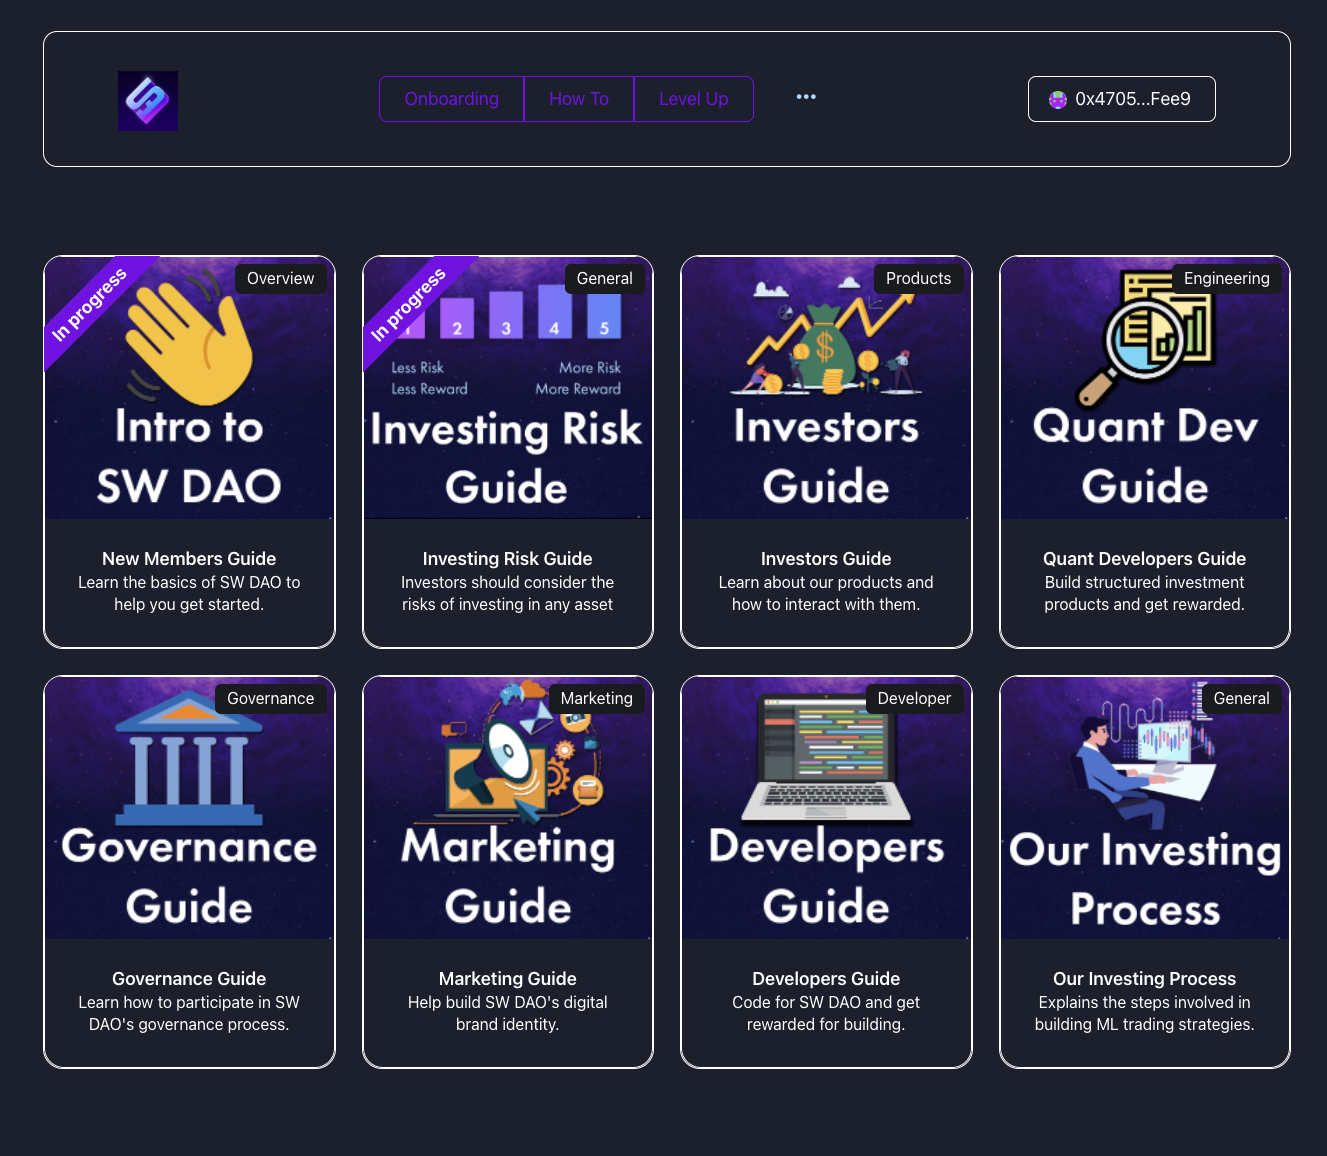 Onboarding
How To
Level Up
•••
0x4705...Fee9
In progress
Overview
Intro to
SW DAO
New Members Guide
Learn the basics of SW DAO to
help you get started.
In progress
General
1 2 3 4 5
Less Risk
Less Reward
More Risk
More Reward
Investing Risk
Guide
Investing Risk Guide
Investors should consider the
risks of investing in any asset
Products
$
Investors
Guide
Investors Guide
Learn about our products and
how to interact with them.
Engineering
Quant Dev
Guide
Quant Developers Guide
Build structured investment
products and get rewarded.
Governance
Governance
Guide
Governance Guide
Learn how to participate in SW
DAO's governance process.
Marketing
Marketing
Guide
Marketing Guide
Help build SW DAO's digital
brand identity.
Developer
Developers
Guide
Developers Guide
Code for SW DAO and get
rewarded for building.
General
Our Investing
Process
Our Investing Process
Explains the steps involved in
building ML trading strategies.